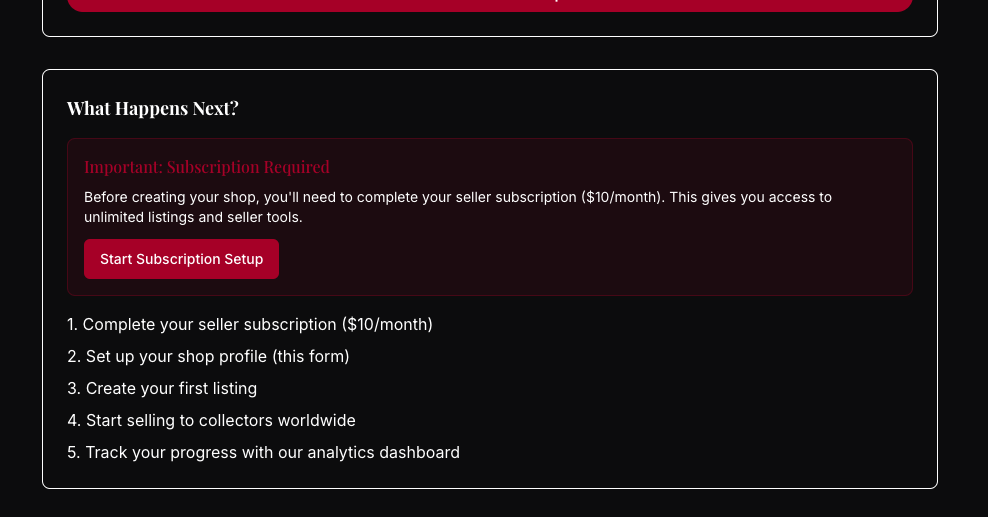 What Happens Next?
Important: Subscription Required
Before creating your shop, you'll need to complete your seller subscription ($10/month). This gives you access to
unlimited listings and seller tools.
Start Subscription Setup
1. Complete your seller subscription ($10/month)
2. Set up your shop profile (this form)
3. Create your first listing
4. Start selling to collectors worldwide
5. Track your progress with our analytics dashboard